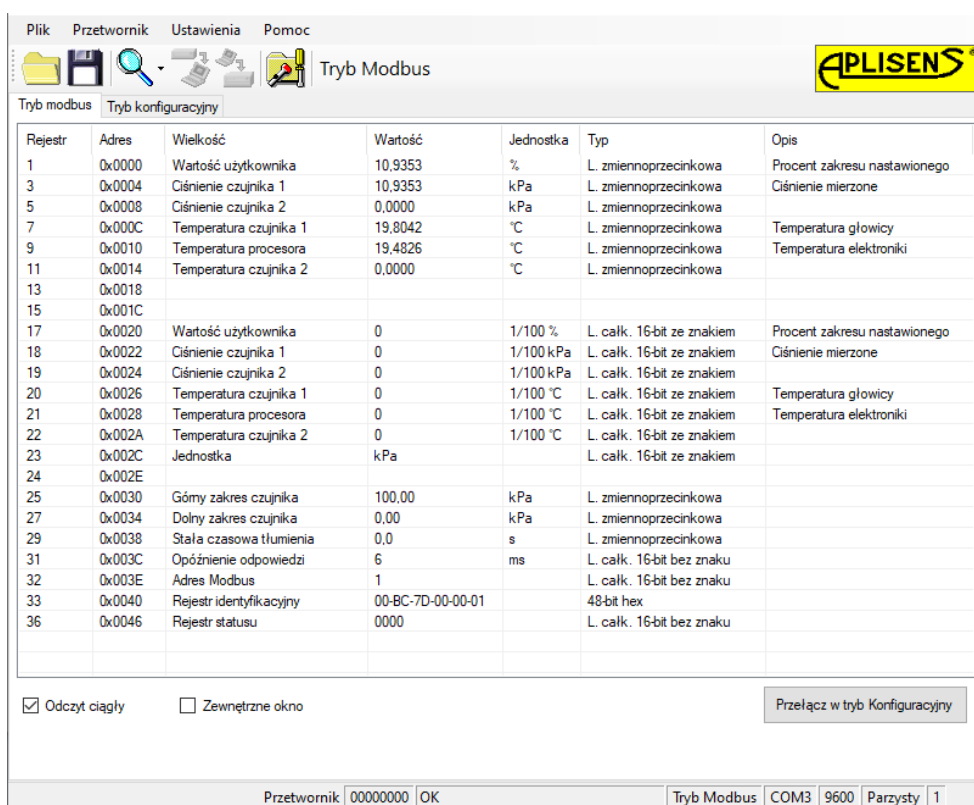 Plik Przetwornik Ustawienia Pomoc
Tryb Modbus APLISENS®
Tryb modbus Tryb konfiguracyjny
Rejestr Adres Wielkość Wartość Jednostka Typ Opis
1 0x0000 Wartość użytkownika 10,9353 % L. zmiennoprzecinkowa Procent zakresu nastawionego
3 0x0004 Ciśnienie czujnika 1 10,9353 kPa L. zmiennoprzecinkowa Ciśnienie mierzone
5 0x0008 Ciśnienie czujnika 2 0,0000 kPa L. zmiennoprzecinkowa
7 0x000C Temperatura czujnika 1 19,8042 °C L. zmiennoprzecinkowa Temperatura głowicy
9 0x0010 Temperatura procesora 19,4826 °C L. zmiennoprzecinkowa Temperatura elektroniki
11 0x0014 Temperatura czujnika 2 0,0000 °C L. zmiennoprzecinkowa
13 0x0018
15 0x001C
17 0x0020 Wartość użytkownika 0 1/100 % L. całk. 16-bit ze znakiem Procent zakresu nastawionego
18 0x0022 Ciśnienie czujnika 1 0 1/100 kPa L. całk. 16-bit ze znakiem Ciśnienie mierzone
19 0x0024 Ciśnienie czujnika 2 0 1/100 kPa L. całk. 16-bit ze znakiem
20 0x0026 Temperatura czujnika 1 0 1/100 °C L. całk. 16-bit ze znakiem Temperatura głowicy
21 0x0028 Temperatura procesora 0 1/100 °C L. całk. 16-bit ze znakiem Temperatura elektroniki
22 0x002A Temperatura czujnika 2 0 1/100 °C L. całk. 16-bit ze znakiem
23 0x002C Jednostka kPa L. całk. 16-bit ze znakiem
24 0x002E
25 0x0030 Górny zakres czujnika 100,00 kPa L. zmiennoprzecinkowa
27 0x0034 Dolny zakres czujnika 0,00 kPa L. zmiennoprzecinkowa
29 0x0038 Stała czasowa tłumienia 0,0 s L. zmiennoprzecinkowa
31 0x003C Opóźnienie odpowiedzi 6 ms L. całk. 16-bit bez znaku
32 0x003E Adres Modbus 1 L. całk. 16-bit bez znaku
33 0x0040 Rejestr identyfikacyjny 00-BC-7D-00-00-01 48-bit hex
36 0x0046 Rejestr statusu 0000 L. całk. 16-bit bez znaku
Odczyt ciągły Zewnętrzne okno Przełącz w tryb Konfiguracyjny
Przetwornik 00000000 OK Tryb Modbus COM3 9600 Parzysty 1